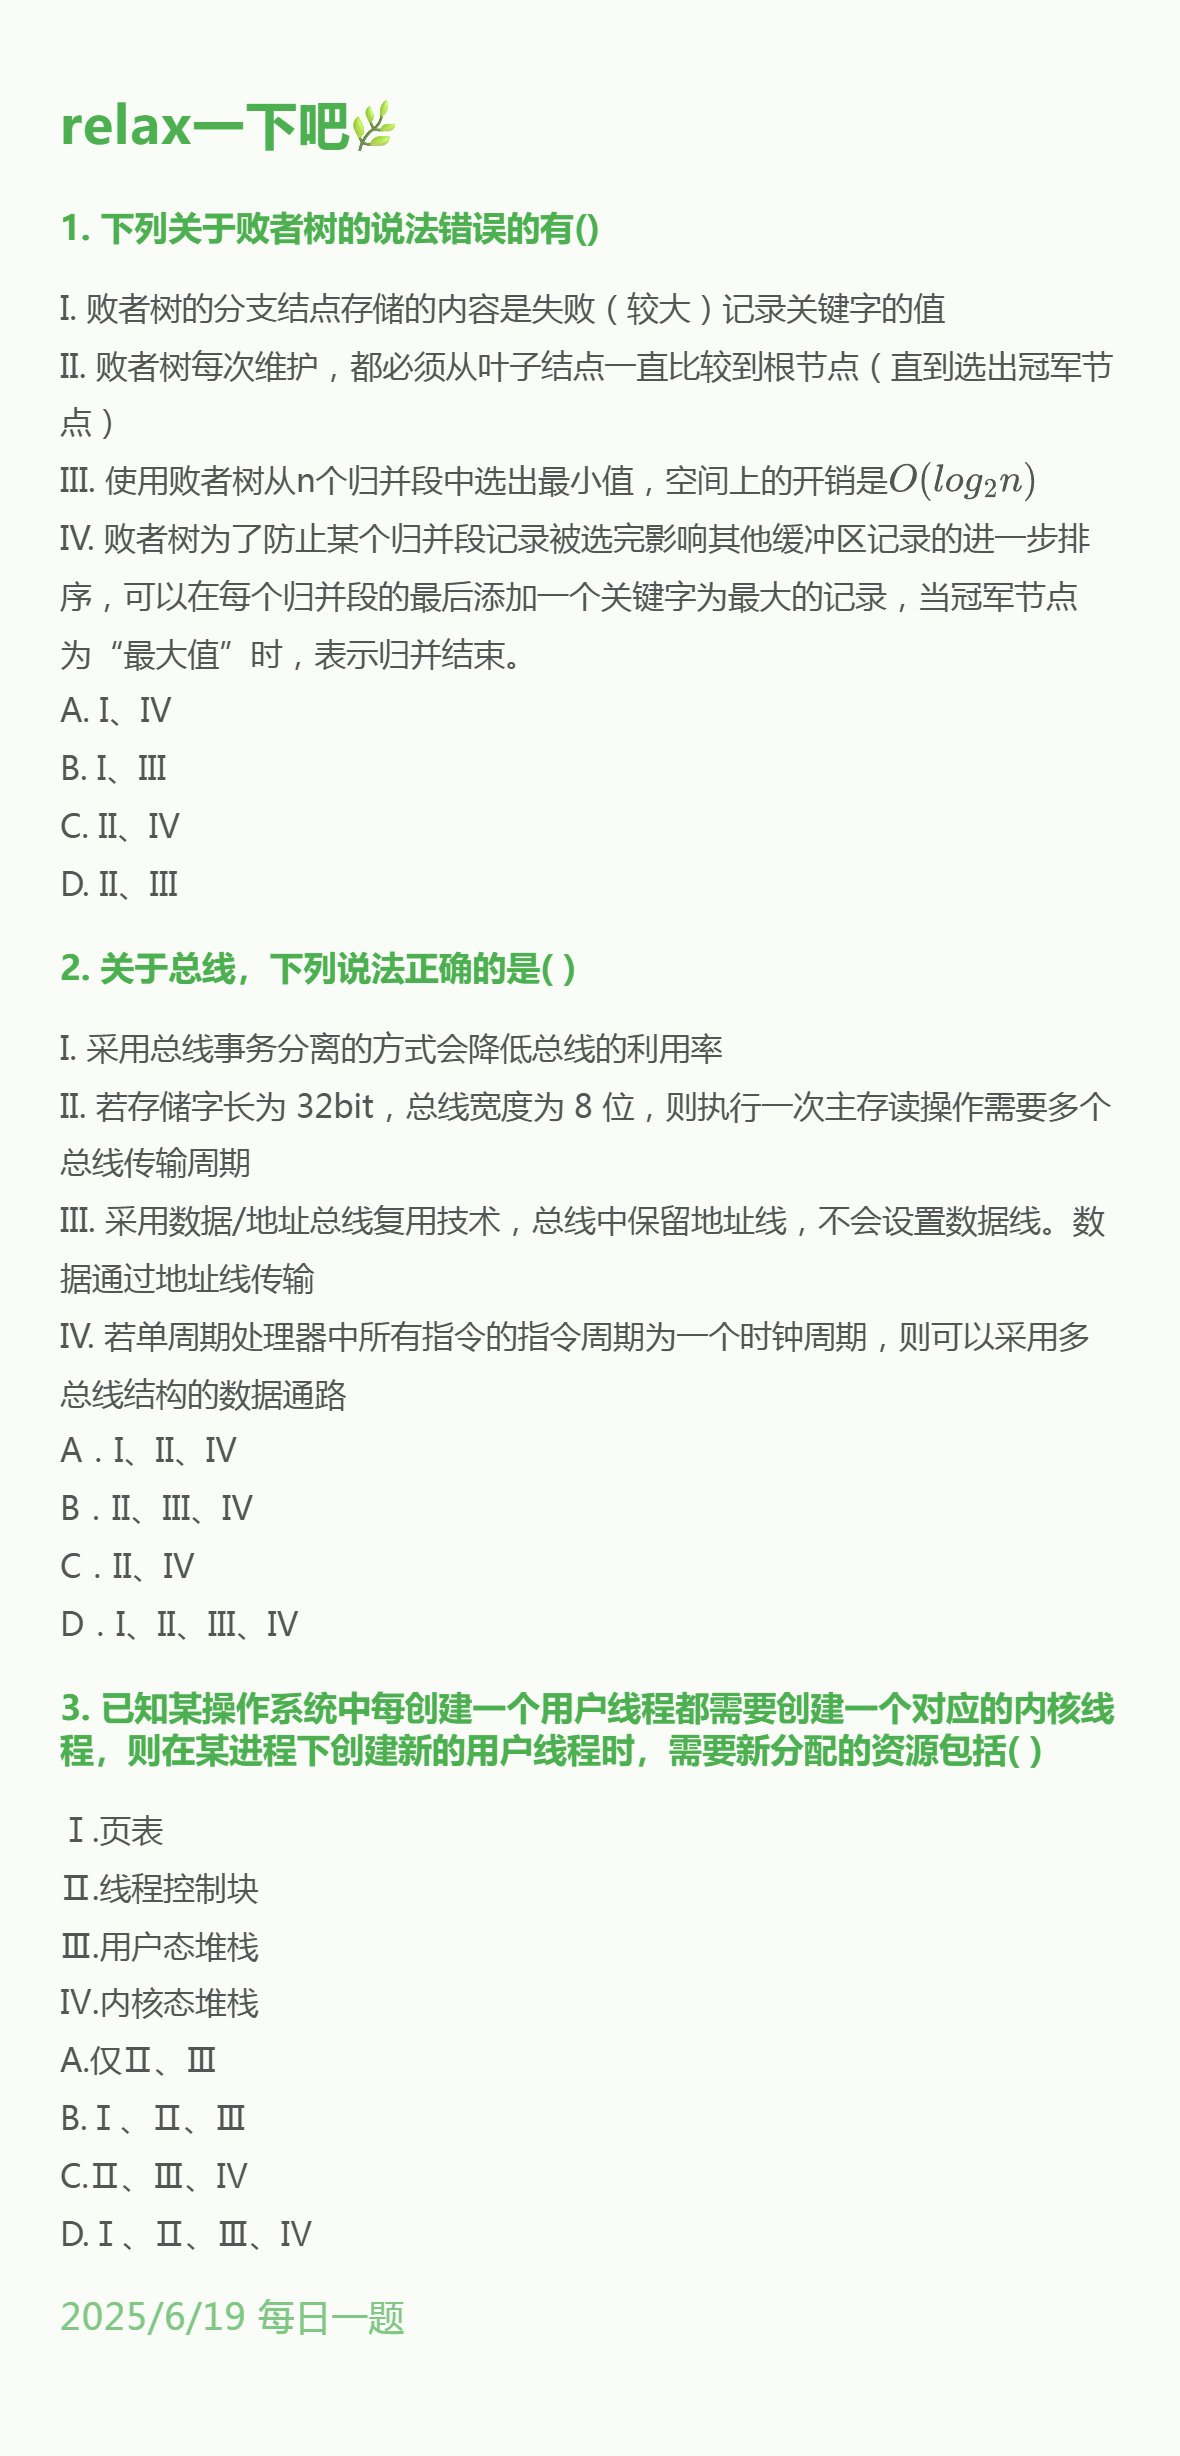 relax一下吧🌿
1. 下列关于败者树的说法错误的有()
I. 败者树的分支结点存储的内容是失败（较大）记录关键字的值
II. 败者树每次维护，都必须从叶子结点一直比较到根节点（直到选出冠军节
点）
III. 使用败者树从n个归并段中选出最小值，空间上的开销是O(log₂n)
IV. 败者树为了防止某个归并段记录被选完影响其他缓冲区记录的进一步排
序，可以在每个归并段的最后添加一个关键字为最大的记录，当冠军节点
为“最大值”时，表示归并结束。
A. I、IV
B. I、III
C. II、IV
D. II、III
2. 关于总线，下列说法正确的是( )
I. 采用总线事务分离的方式会降低总线的利用率
II. 若存储字长为 32bit，总线宽度为 8 位，则执行一次主存读操作需要多个
总线传输周期
III. 采用数据/地址总线复用技术，总线中保留地址线，不会设置数据线。数
据通过地址线传输
IV. 若单周期处理器中所有指令的指令周期为一个时钟周期，则可以采用多
总线结构的数据通路
A．I、II、IV
B．II、III、IV
C．II、IV
D．I、II、III、IV
3. 已知某操作系统中每创建一个用户线程都需要创建一个对应的内核线
程，则在某进程下创建新的用户线程时，需要新分配的资源包括( )
Ⅰ.页表
Ⅱ.线程控制块
Ⅲ.用户态堆栈
IV.内核态堆栈
A.仅Ⅱ、Ⅲ
B.Ⅰ、Ⅱ、Ⅲ
C.Ⅱ、Ⅲ、IV
D.Ⅰ、Ⅱ、Ⅲ、IV
2025/6/19 每日一题